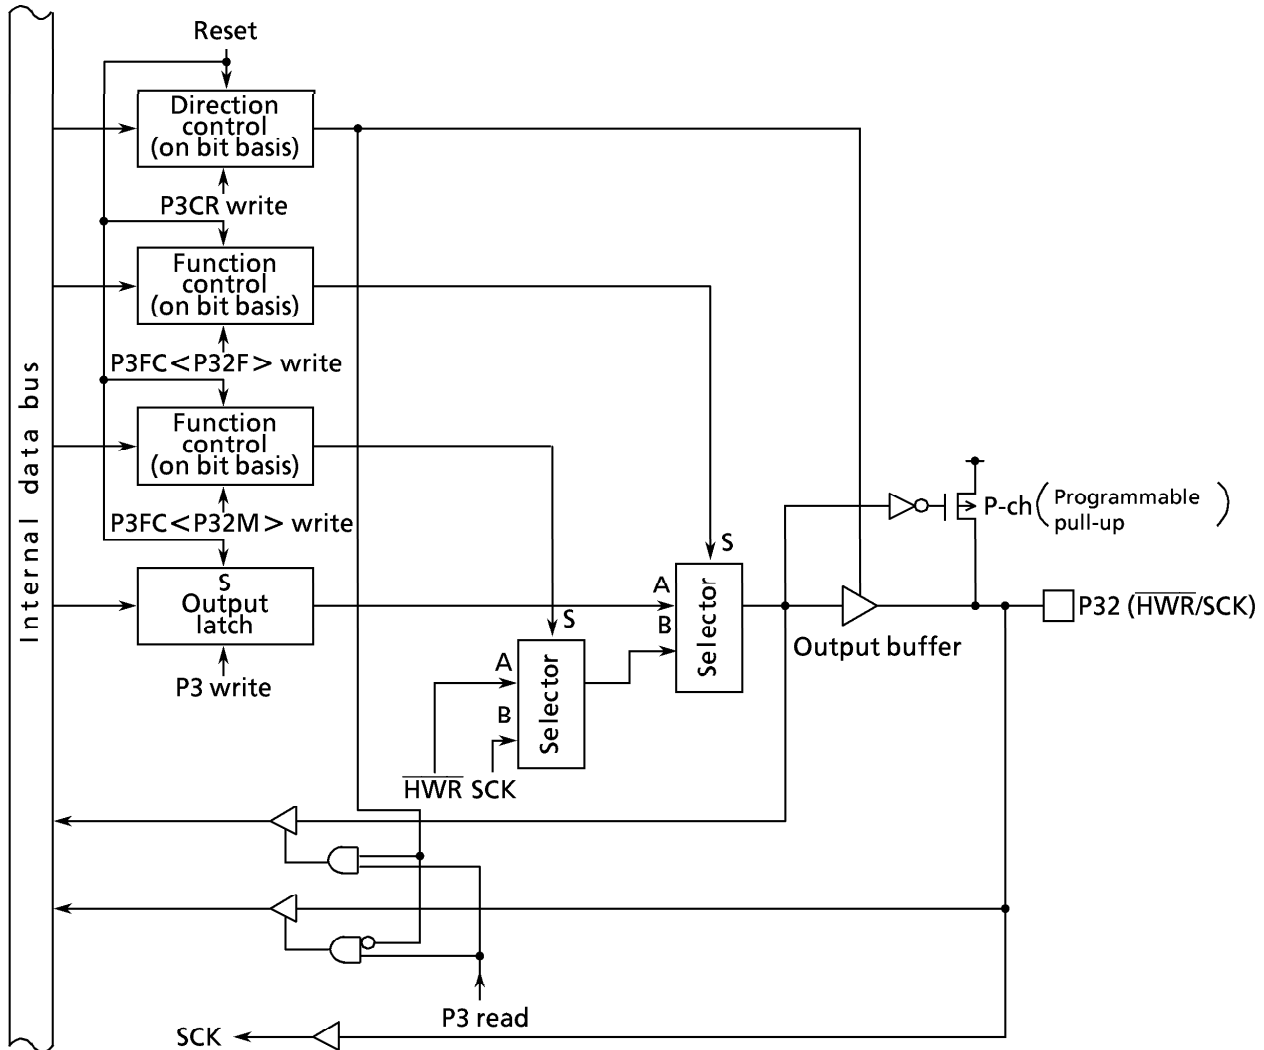 Reset
Direction
control
(on bit basis)
P3CR write
Function
control
(on bit basis)
P3FC<P32F> write
Function
control
(on bit basis)
P3FC<P32M> write
S
Output
latch
P3 write
Internal data bus
S
A
B
Selector
S
A
B
Selector
H̅W̅R̅ SCK
P-ch (Programmable
pull-up)
Output buffer
P32 (H̅W̅R̅/SCK)
P3 read
SCK